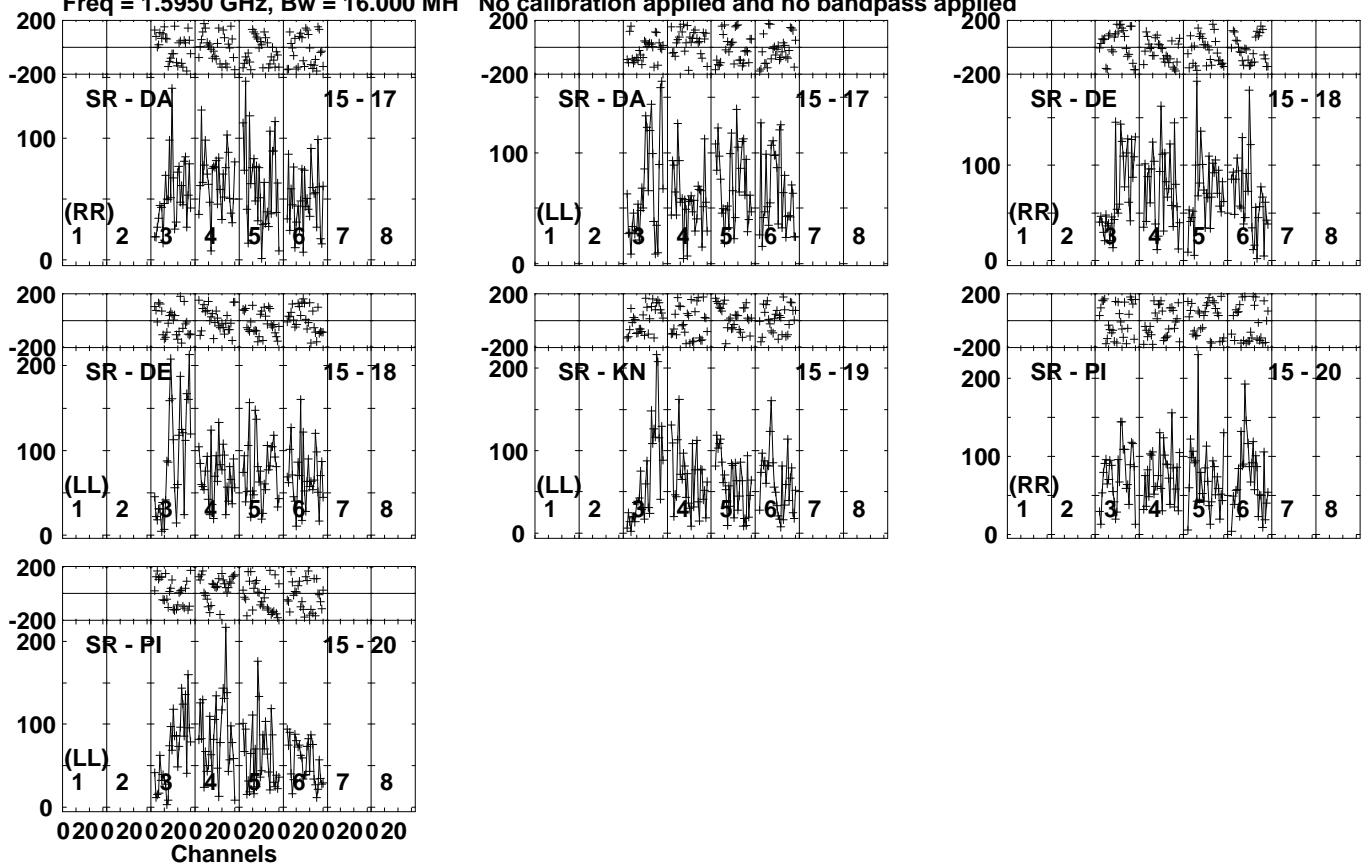 Freq = 1.5950 GHz, Bw = 16.000 MH No calibration applied and no bandpass applied
200
-200
SR - DA 15 - 17
100
(RR)
1 2 3 4 5 6 7 8
0
-200
200
SR - DA 15 - 17
100
(LL)
1 2 3 4 5 6 7 8
0
200
-200
SR - DE 15 - 18
100
(RR)
1 2 3 4 5 6 7 8
0
200
-200
200
SR - DE 15 - 18
100
(LL)
1 2 3 4 5 6 7 8
0
200
-200
200
SR - KN 15 - 19
100
(LL)
1 2 3 4 5 6 7 8
0
200
-200
200
SR - PI 15 - 20
100
(RR)
1 2 3 4 5 6 7 8
0
200
-200
200
SR - PI 15 - 20
100
(LL)
1 2 3 4 5 6 7 8
0
0 20 0 20 0 20 0 20 0 20 0 20 0 20 0 20
Channels